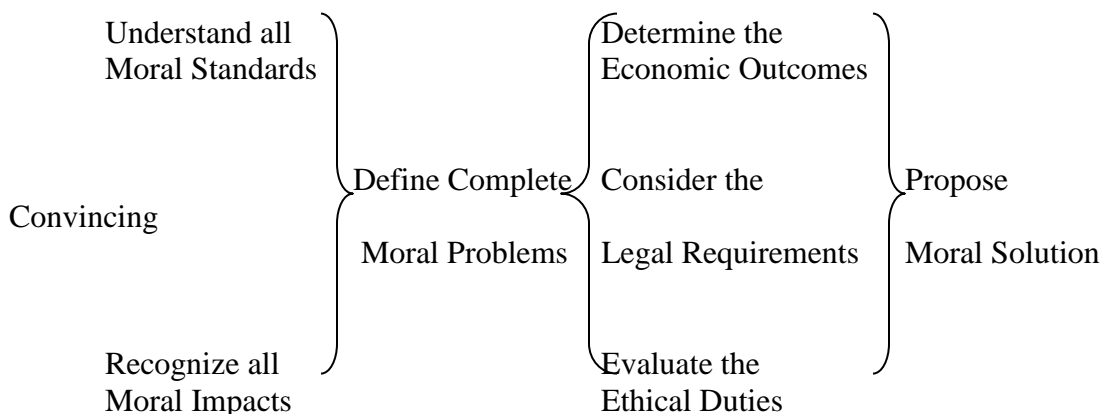 Understand all
Moral Standards
Determine the
Economic Outcomes
Define Complete
Consider the
Propose
Convincing
Moral Problems
Legal Requirements
Moral Solution
Recognize all
Moral Impacts
Evaluate the
Ethical Duties